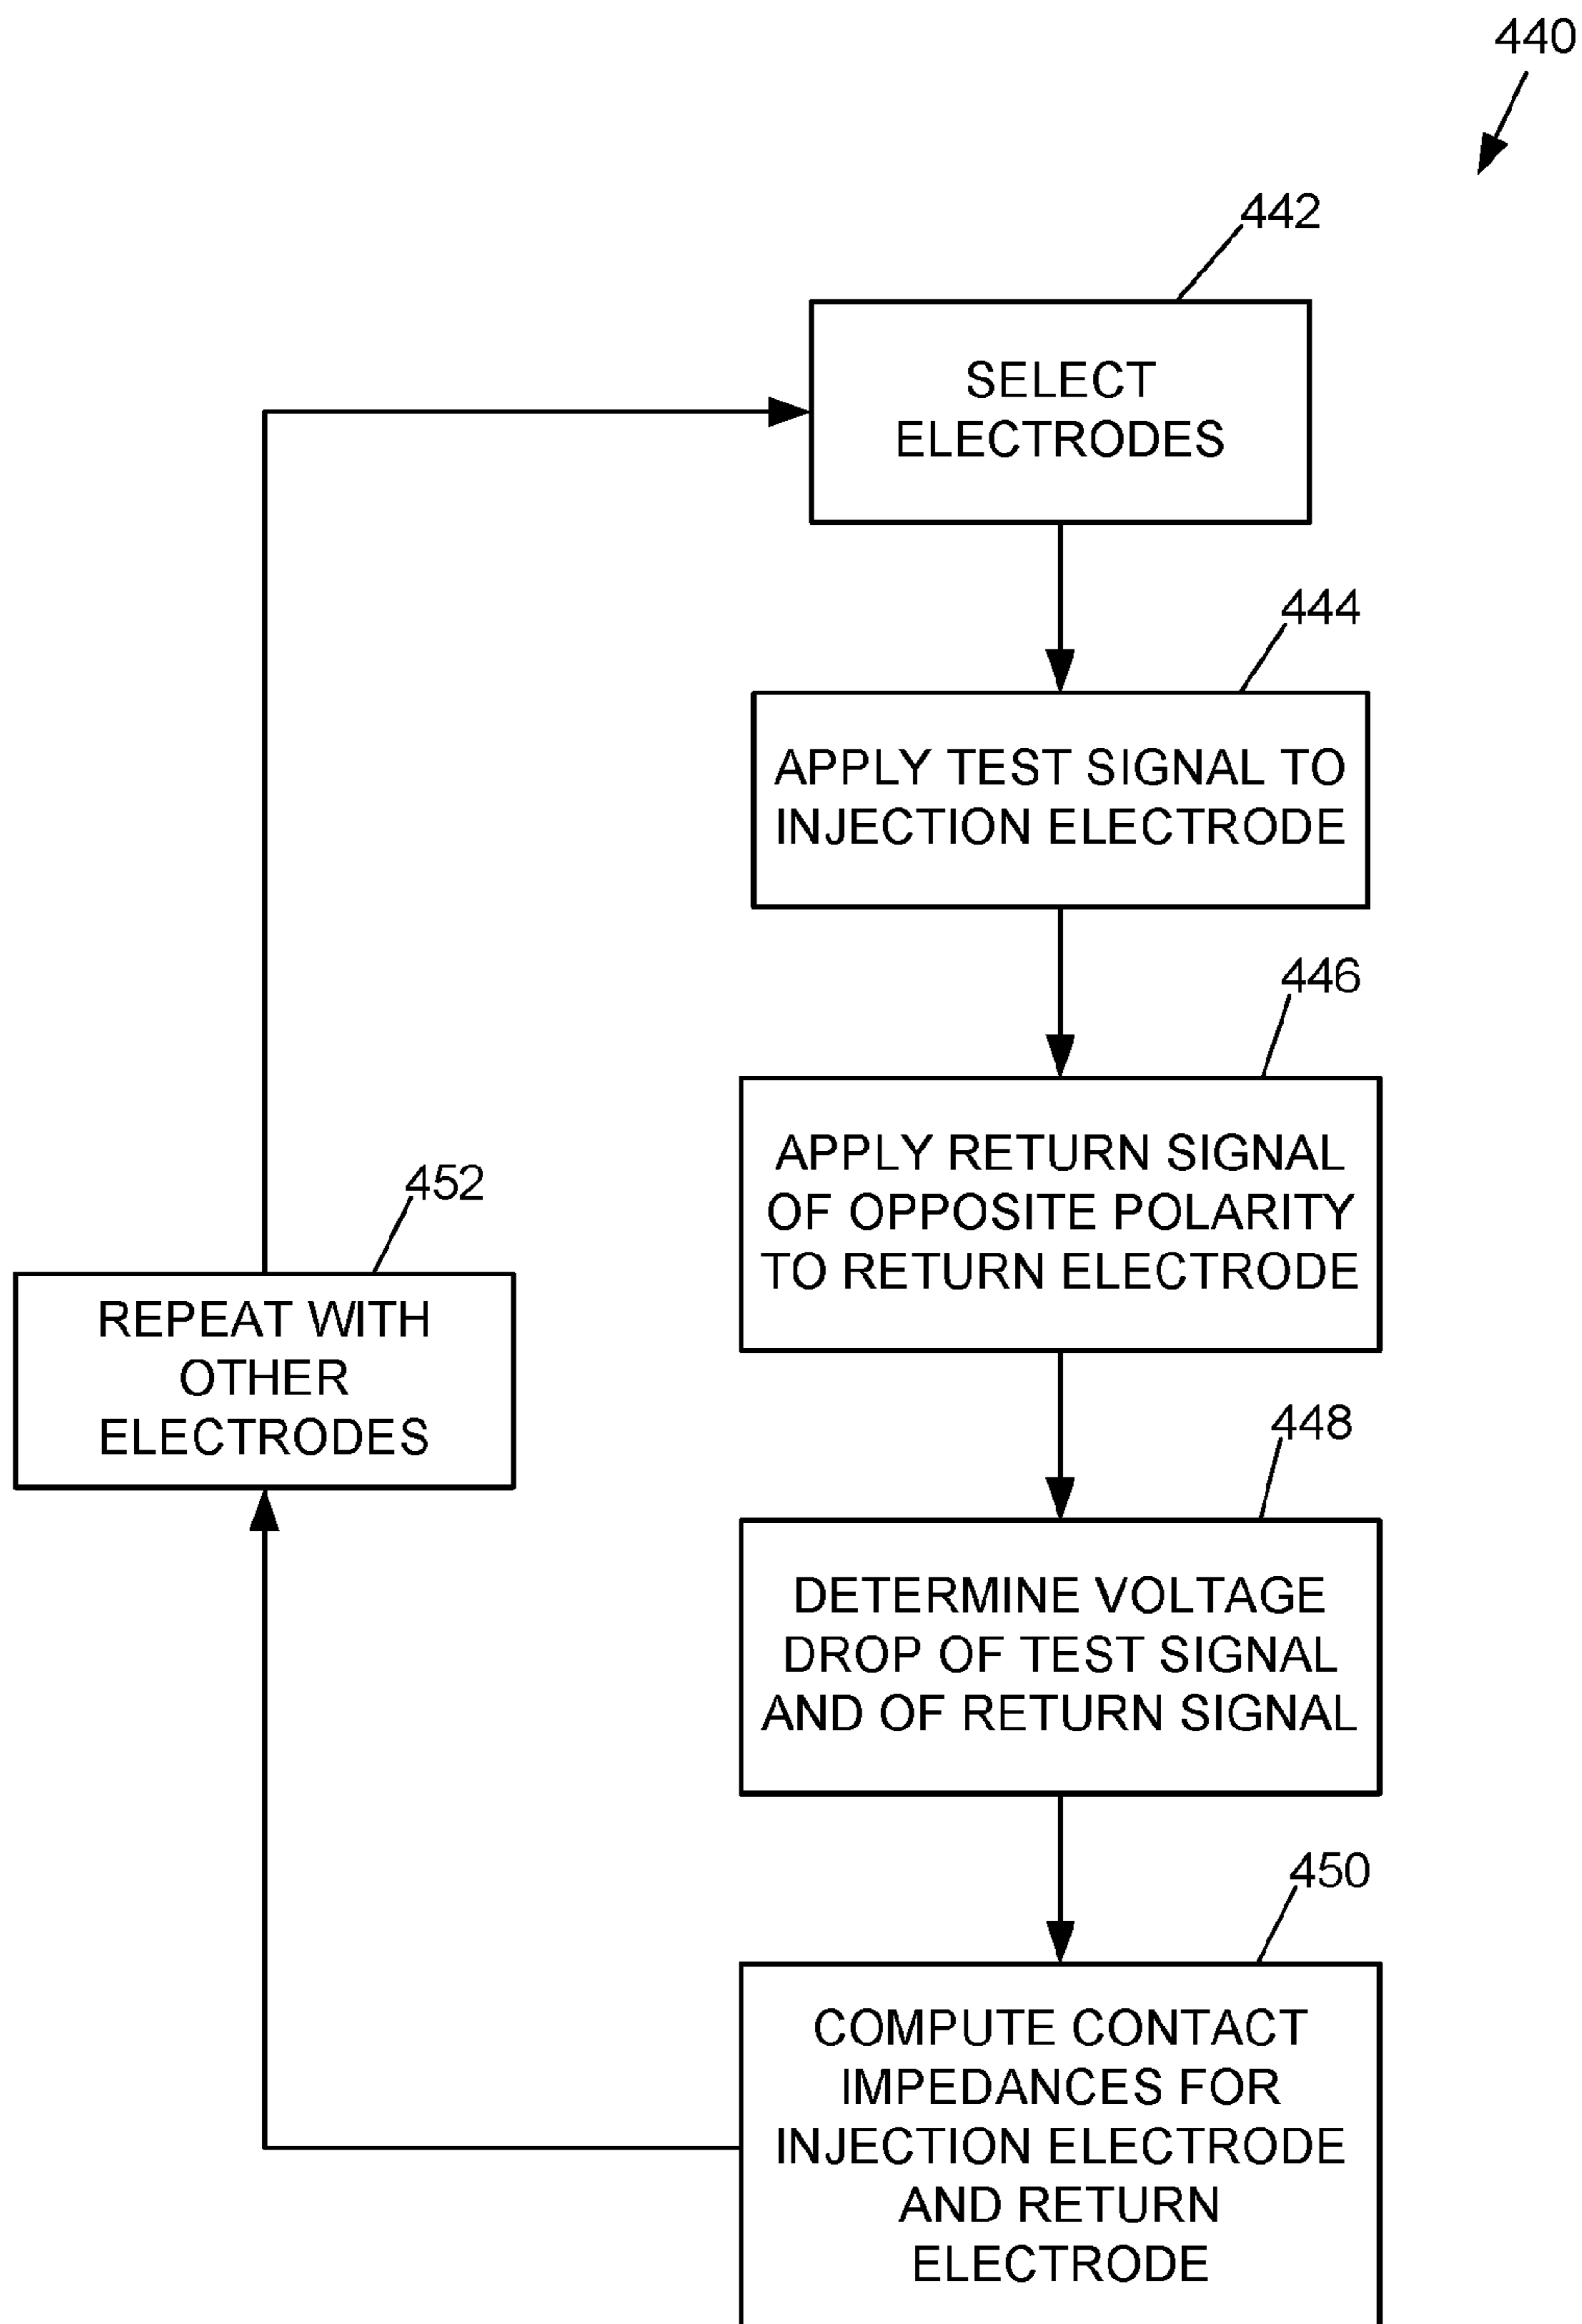 440
442
SELECT
ELECTRODES
444
APPLY TEST SIGNAL TO
INJECTION ELECTRODE
446
APPLY RETURN SIGNAL
OF OPPOSITE POLARITY
TO RETURN ELECTRODE
452
REPEAT WITH
OTHER
ELECTRODES
448
DETERMINE VOLTAGE
DROP OF TEST SIGNAL
AND OF RETURN SIGNAL
450
COMPUTE CONTACT
IMPEDANCES FOR
INJECTION ELECTRODE
AND RETURN
ELECTRODE